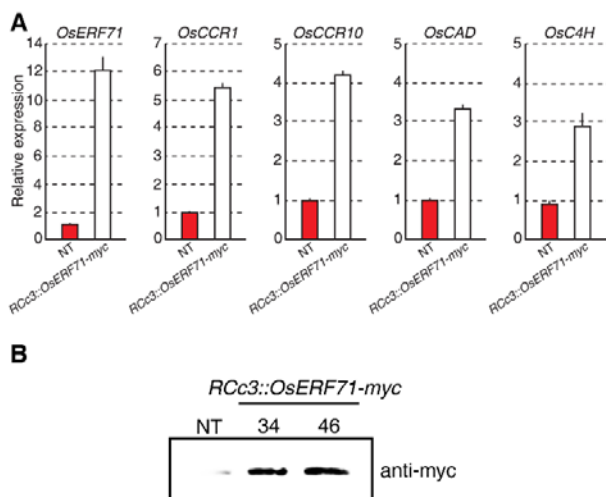 A
OsERF71 OsCCR1 OsCCR10 OsCAD OsC4H
Relative expression
14 7 5 5 5
12 6 4 4 4
10 5 3 3 3
8 4 2 2 2
6 3 1 1 1
4 2 0 0 0
2 1
0 0
NT RCc3::OsERF71-myc NT RCc3::OsERF71-myc NT RCc3::OsERF71-myc NT RCc3::OsERF71-myc NT RCc3::OsERF71-myc
B
RCc3::OsERF71-myc
NT 34 46
anti-myc